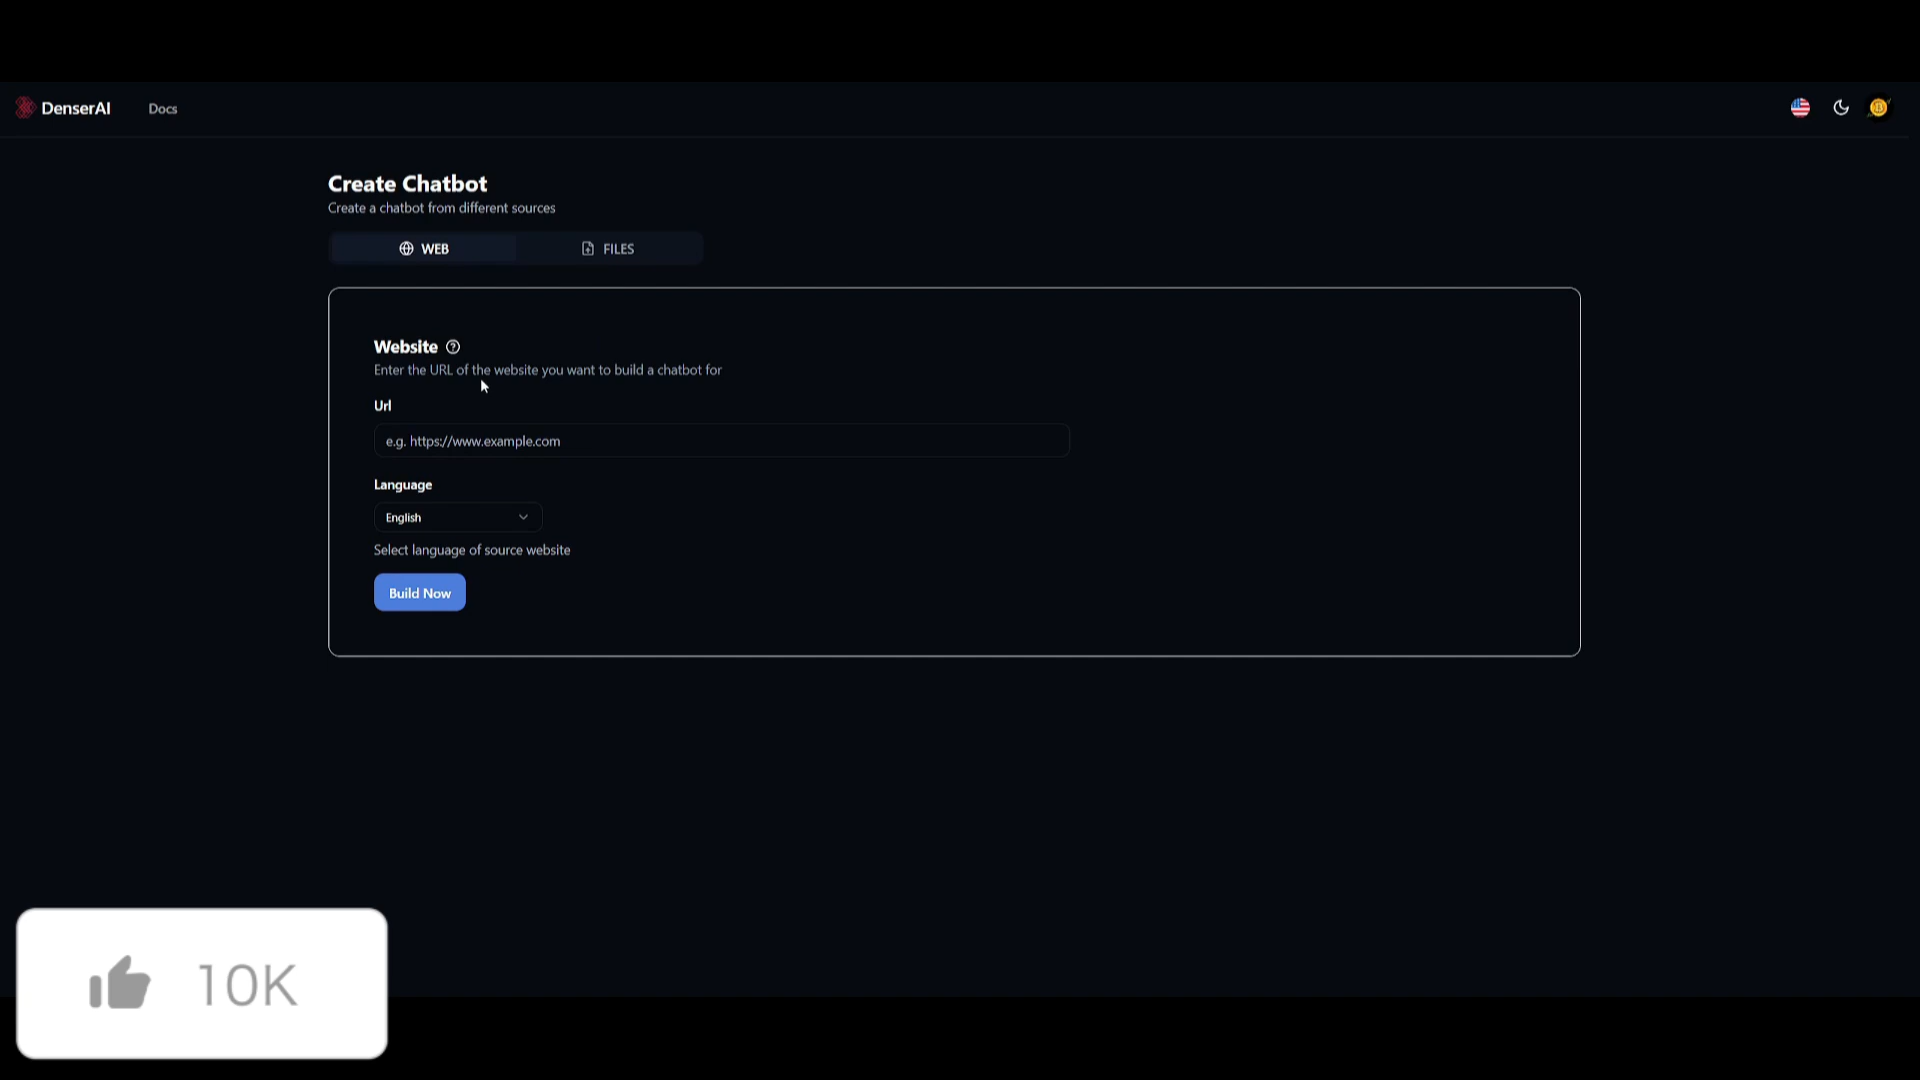 DenserAI
Docs
Create Chatbot
Create a chatbot from different sources
WEB
FILES
Website
Enter the URL of the website you want to build a chatbot for
Url
e.g. https://www.example.com
Language
English
Select language of source website
Build Now
10K